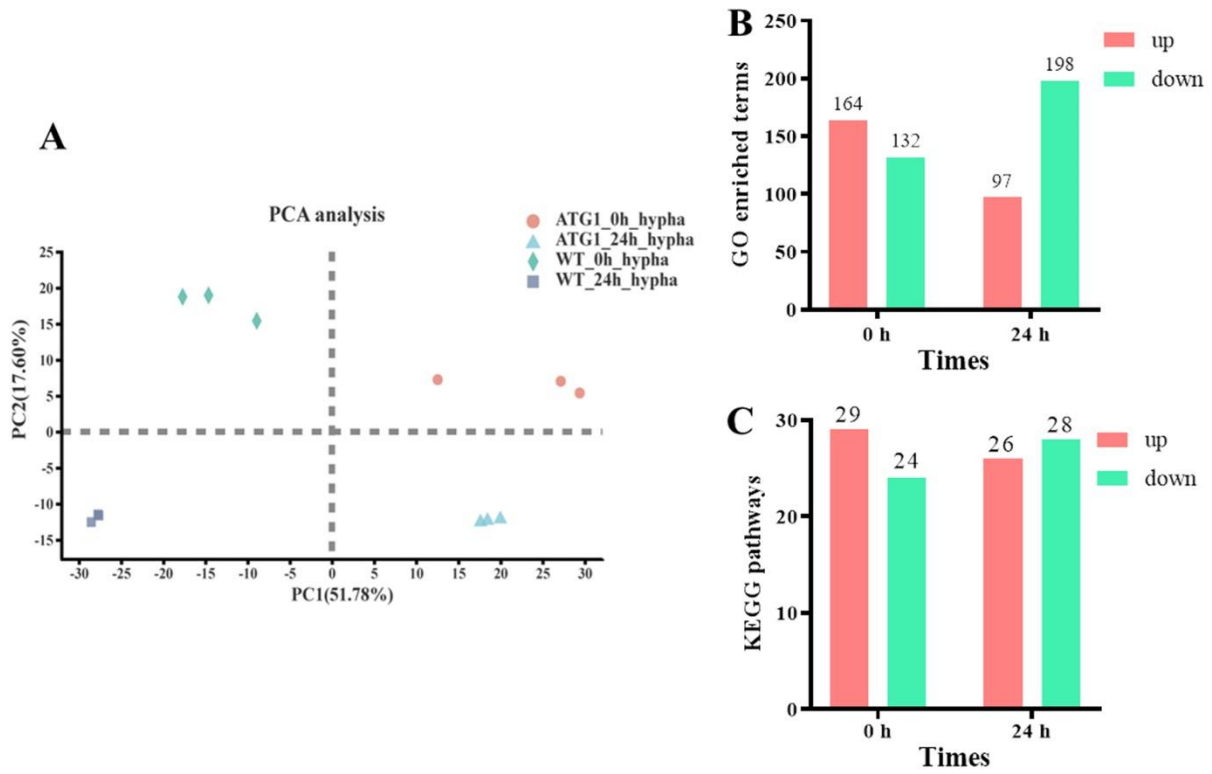 A
PCA analysis
ATG1_0h_hypha
ATG1_24h_hypha
WT_0h_hypha
WT_24h_hypha
25
20
15
10
5
0
-5
-10
-15
PC2(17.60%)
-30 -25 -20 -15 -10 -5 0 5 10 15 20 25 30
PC1(51.78%)
B
up
down
250
200
150
100
50
0
GO enriched terms
164 132 97 198
0 h 24 h
Times
C
up
down
30
20
10
0
KEGG pathways
29 24 26 28
0 h 24 h
Times